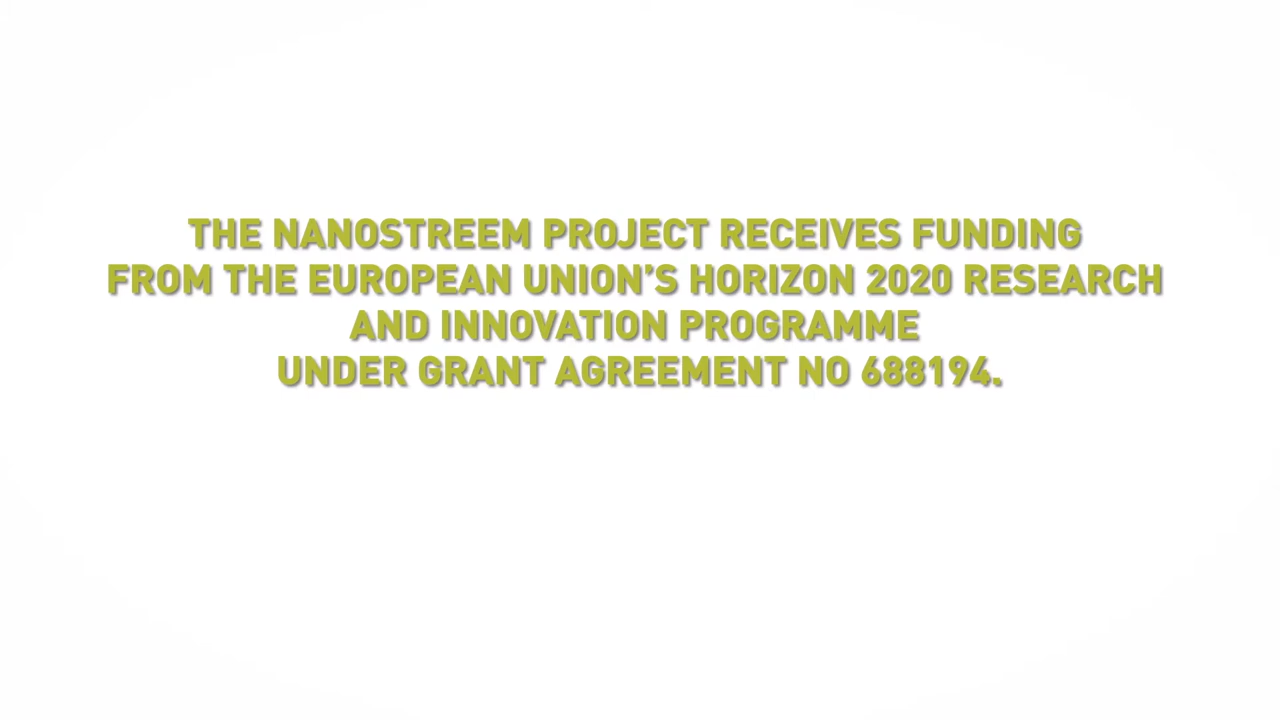 THE NANOSTREEM PROJECT RECEIVES FUNDING
FROM THE EUROPEAN UNION’S HORIZON 2020 RESEARCH
AND INNOVATION PROGRAMME
UNDER GRANT AGREEMENT NO 688194.